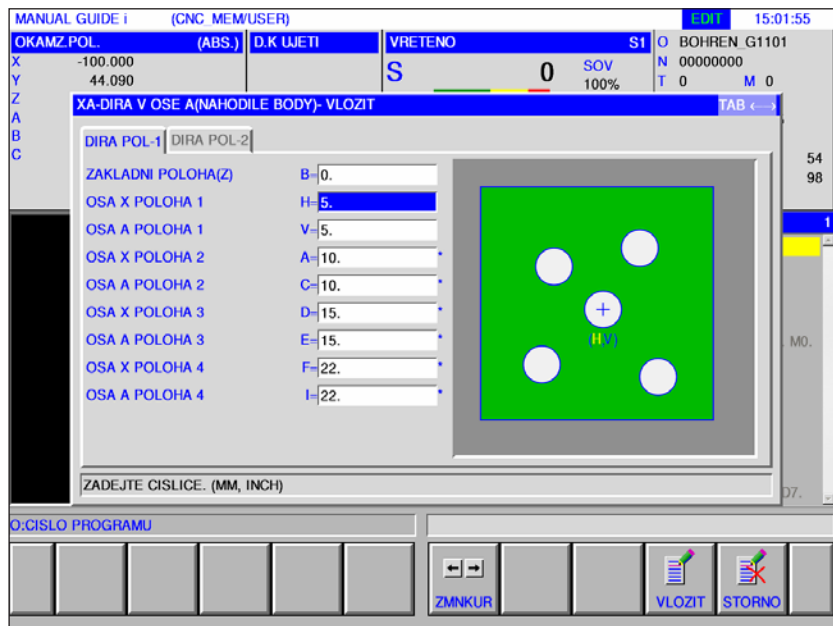 MANUAL GUIDE i (CNC_MEM/USER) EDIT 15:01:55
OKAMZ.POL. (ABS.) D.K UJETI VRETENO S1 O BOHREN_G1101
X -100.000 N 00000000
Y 44.090 S 0 SOV 100% T 0 M 0
Z
A
B
C
XA-DIRA V OSE A(NAHODILE BODY)- VLOZIT TAB ←→
DIRA POL-1 DIRA POL-2
54
98
1
ZAKLADNI POLOHA(Z) B= 0.
OSA X POLOHA 1 H= 5.
OSA A POLOHA 1 V= 5.
OSA X POLOHA 2 A= 10. *
OSA A POLOHA 2 C= 10. *
OSA X POLOHA 3 D= 15. *
OSA A POLOHA 3 E= 15. *
OSA X POLOHA 4 F= 22. *
OSA A POLOHA 4 I= 22. *
(H,V)
M0.
ZADEJTE CISLICE. (MM, INCH)
D7.
O:CISLO PROGRAMU
ZMNKUR VLOZIT STORNO